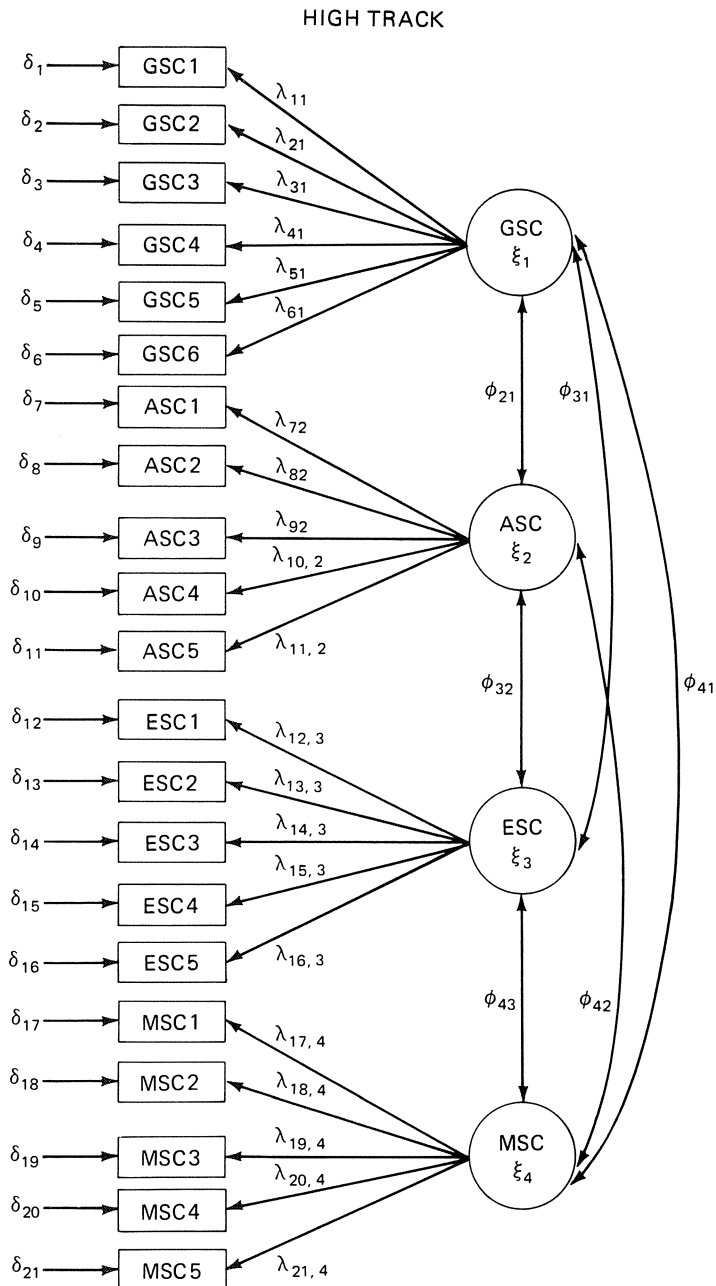 HIGH TRACK
δ1 GSC1 λ11
δ2 GSC2 λ21
δ3 GSC3 λ31
δ4 GSC4 λ41
δ5 GSC5 λ51
δ6 GSC6 λ61
GSC
ξ1
δ7 ASC1 λ72
δ8 ASC2 λ82
δ9 ASC3 λ92
δ10 ASC4 λ10, 2
δ11 ASC5 λ11, 2
ϕ21 ϕ31
ASC
ξ2
ϕ32 ϕ41
δ12 ESC1 λ12, 3
δ13 ESC2 λ13, 3
δ14 ESC3 λ14, 3
δ15 ESC4 λ15, 3
δ16 ESC5 λ16, 3
ESC
ξ3
ϕ43 ϕ42
δ17 MSC1 λ17, 4
δ18 MSC2 λ18, 4
δ19 MSC3 λ19, 4
δ20 MSC4 λ20, 4
δ21 MSC5 λ21, 4
MSC
ξ4